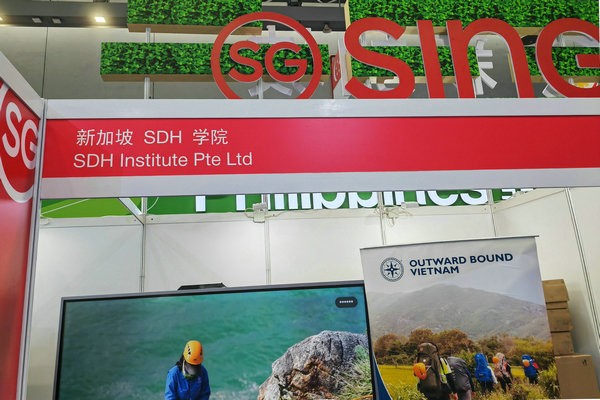 SG SING
SG
新加坡 SDH 学院
SDH Institute Pte Ltd
Philippines
OUTWARD BOUND
VIETNAM